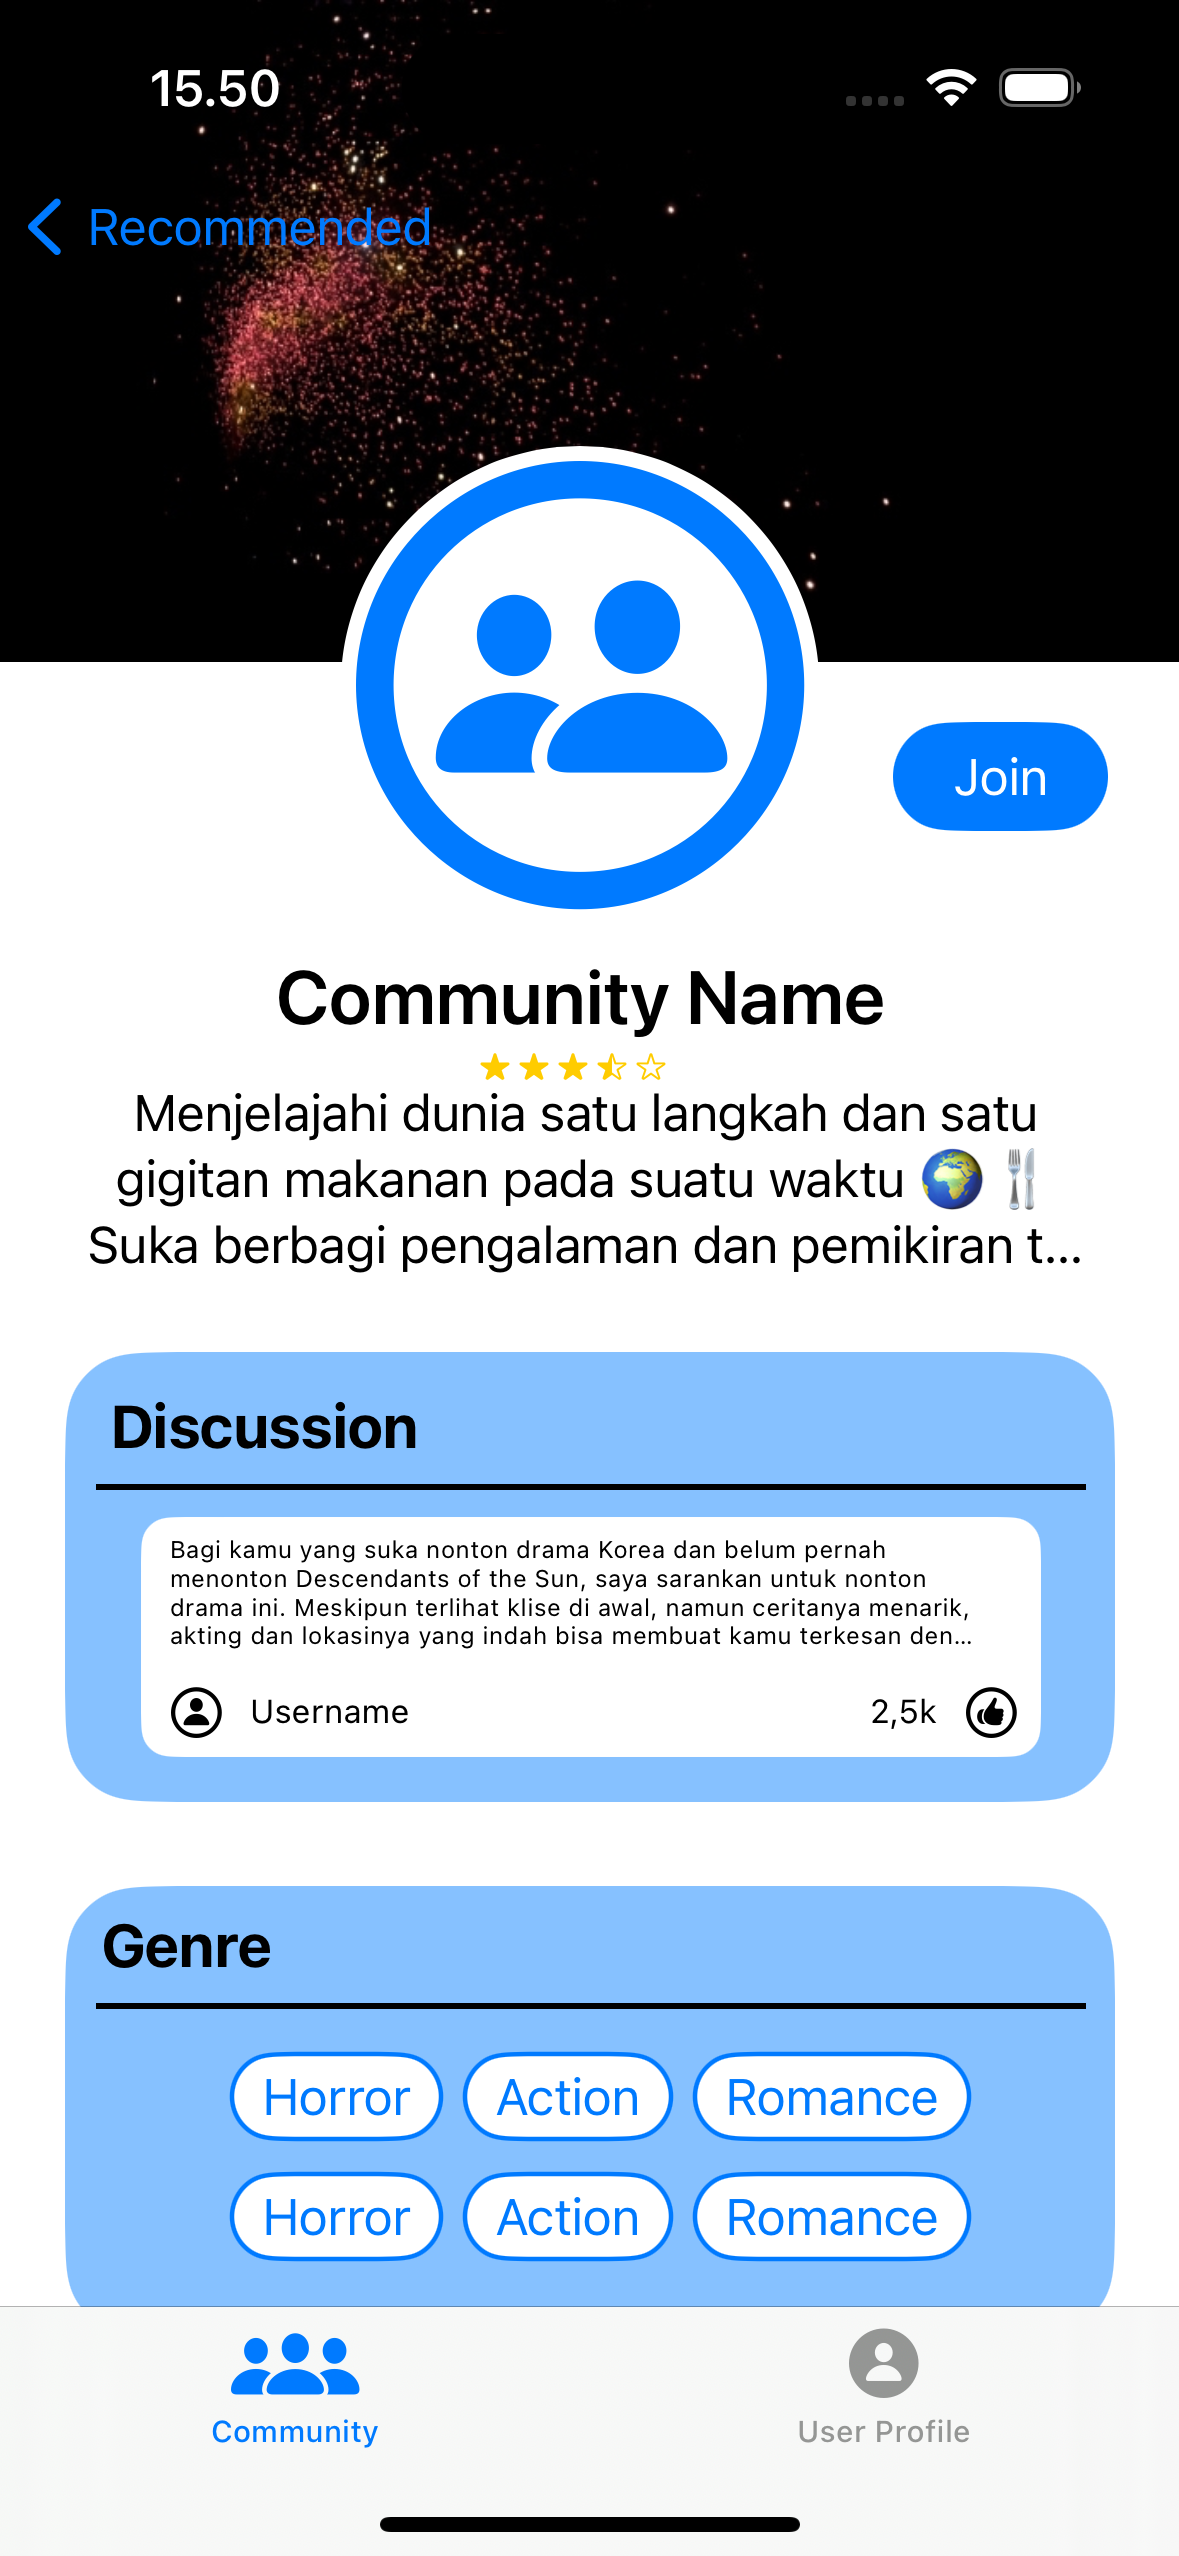 15.50
Recommended
Join
Community Name
Menjelajahi dunia satu langkah dan satu
gigitan makanan pada suatu waktu 🌍 🍴
Suka berbagi pengalaman dan pemikiran t...
Discussion
Bagi kamu yang suka nonton drama Korea dan belum pernah
menonton Descendants of the Sun, saya sarankan untuk nonton
drama ini. Meskipun terlihat klise di awal, namun ceritanya menarik,
akting dan lokasinya yang indah bisa membuat kamu terkesan den...
Username 2,5k
Genre
Horror Action Romance
Horror Action Romance
Community User Profile